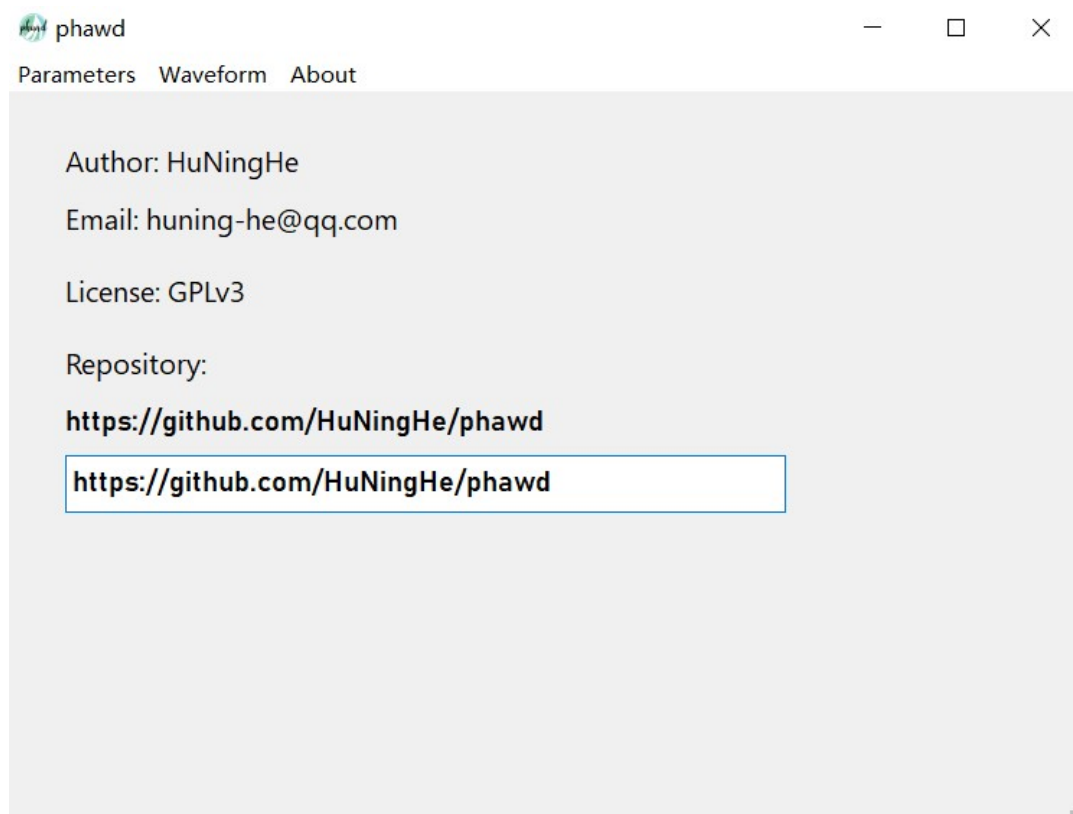 phawd
Parameters Waveform About
Author: HuNingHe
Email: huning-he@qq.com
License: GPLv3
Repository:
https://github.com/HuNingHe/phawd
https://github.com/HuNingHe/phawd